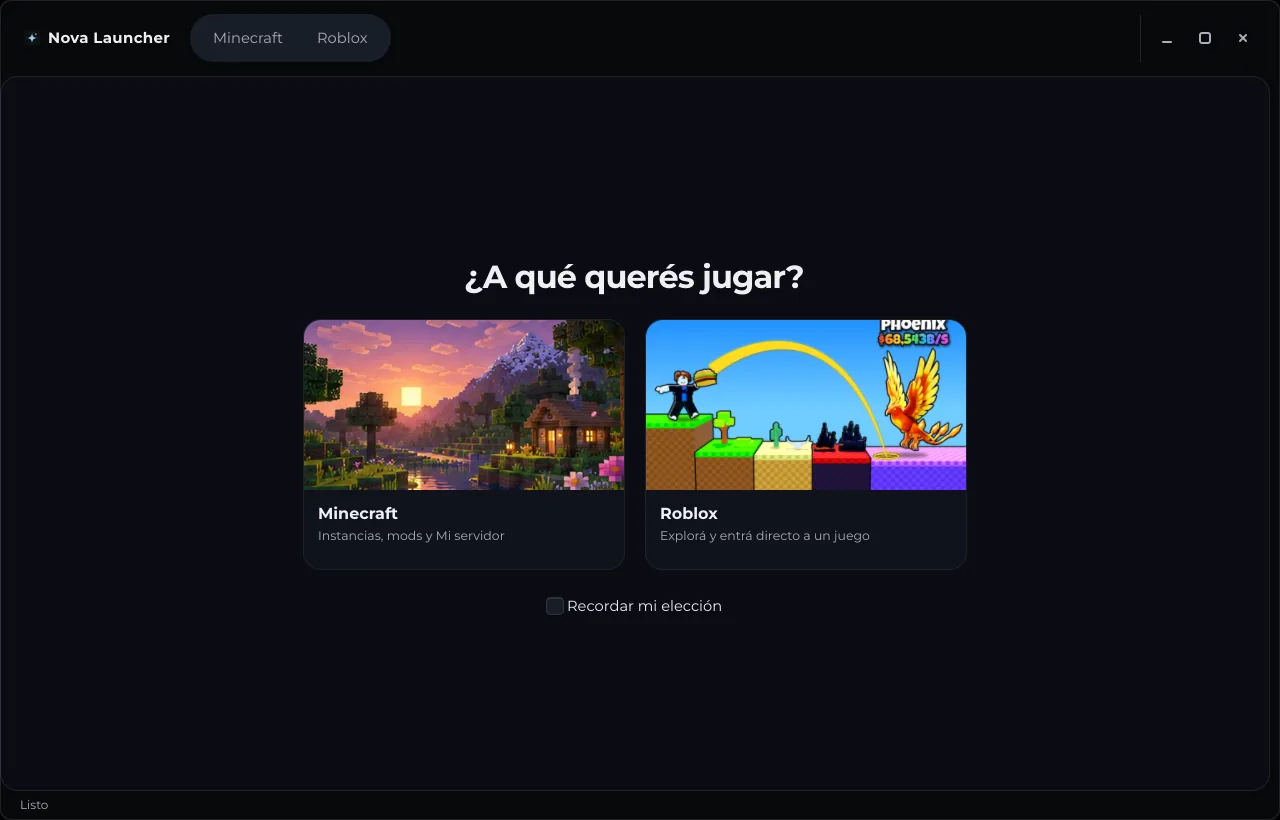 Nova Launcher
Minecraft
Roblox
¿A qué querés jugar?
PHOENIX
$68,543B/S
Minecraft
Instancias, mods y Mi servidor
Roblox
Explorá y entrá directo a un juego
Recordar mi elección
Listo